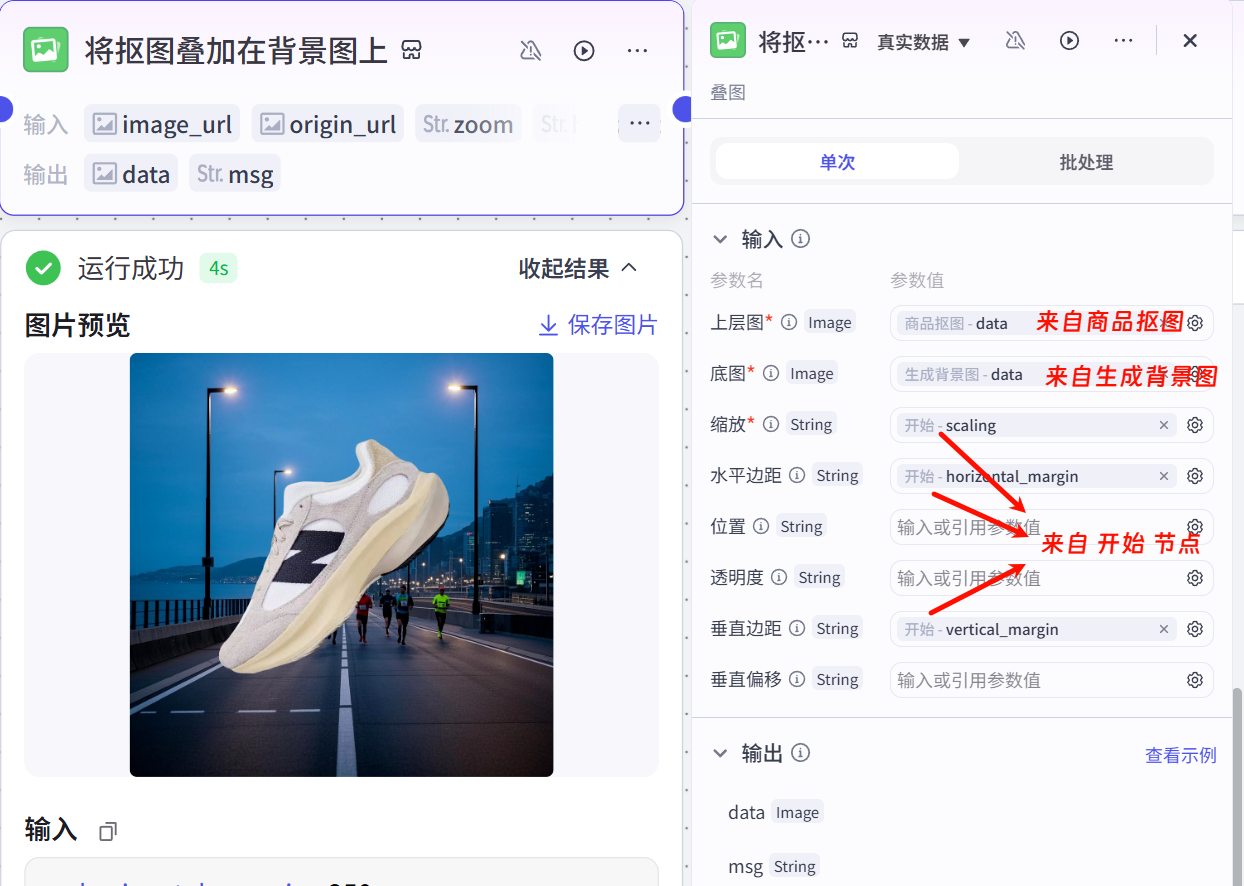 将抠图叠加在背景图上
输入 image_url origin_url Str. zoom Str. ...
输出 data Str. msg
运行成功 4s 收起结果
图片预览 保存图片
输入
将抠… 真实数据
叠图
单次 批处理
输入
参数名 参数值
上层图* Image 商品抠图 - data 来自商品抠图
底图* Image 生成背景图 - data 来自生成背景图
缩放* String 开始 - scaling
水平边距 String 开始 - horizontal_margin
位置 String 输入或引用参数值
来自 开始 节点
透明度 String 输入或引用参数值
垂直边距 String 开始 - vertical_margin
垂直偏移 String 输入或引用参数值
输出 查看示例
data Image
msg String